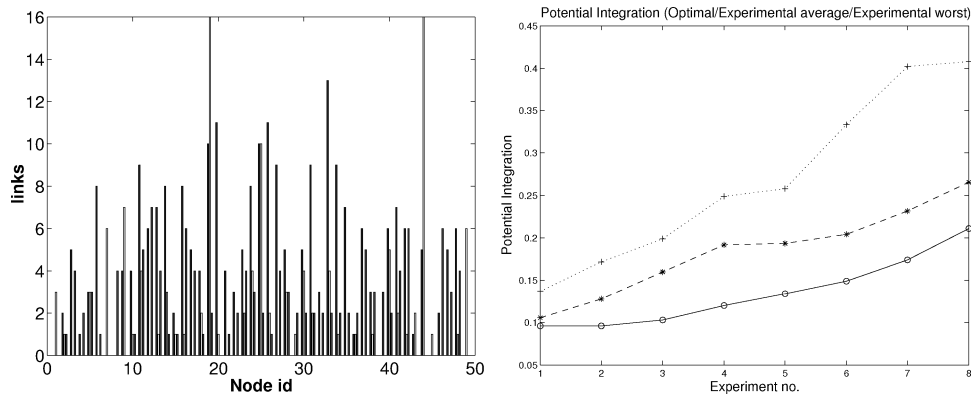 16
14
12
10
8
6
4
2
0
links
0 10 20 30 40 50
Node id
Potential Integration (Optimal/Experimental average/Experimental worst)
0.45
0.4
0.35
0.3
0.25
0.2
0.15
0.1
0.05
Potential Integration
1 2 3 4 5 6 7 8
Experiment no.